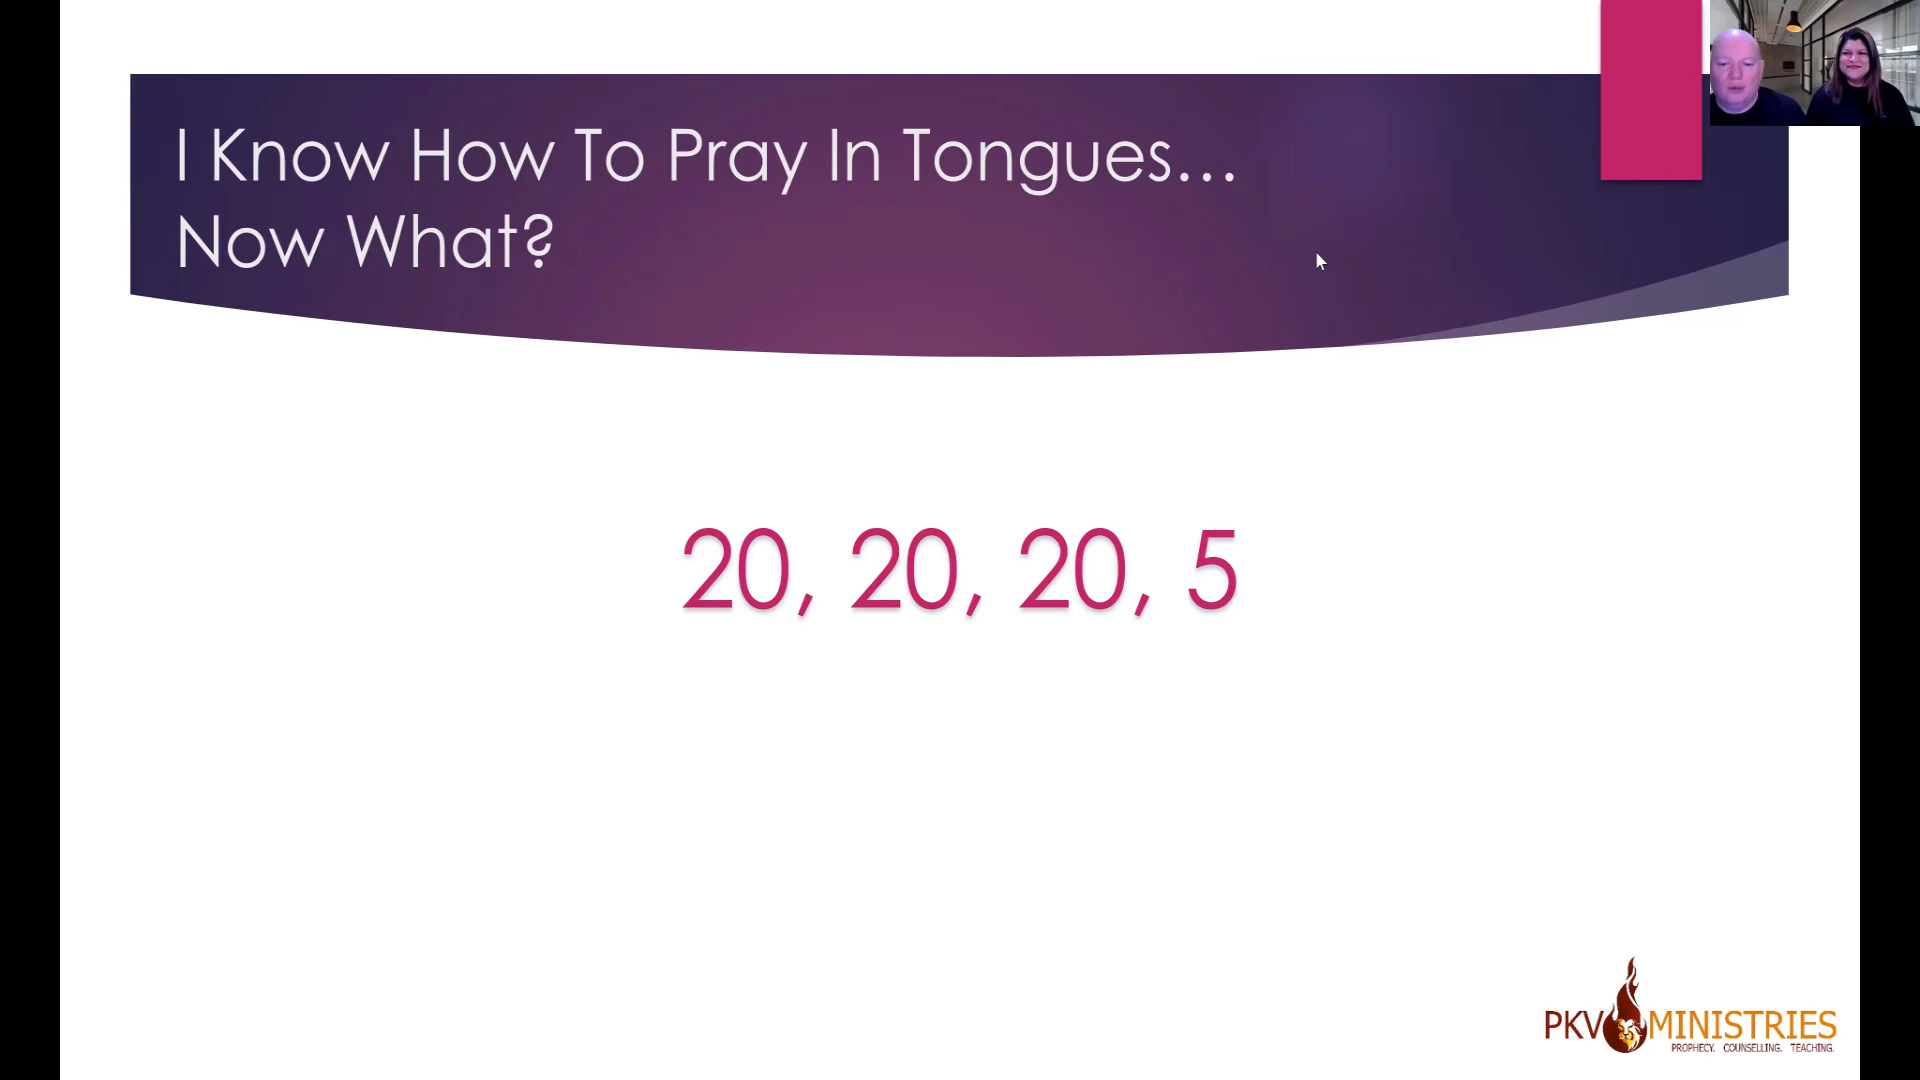 I Know How To Pray In Tongues...
Now What?
20, 20, 20, 5
PKV MINISTRIES
PROPHECY. COUNSELLING. TEACHING.